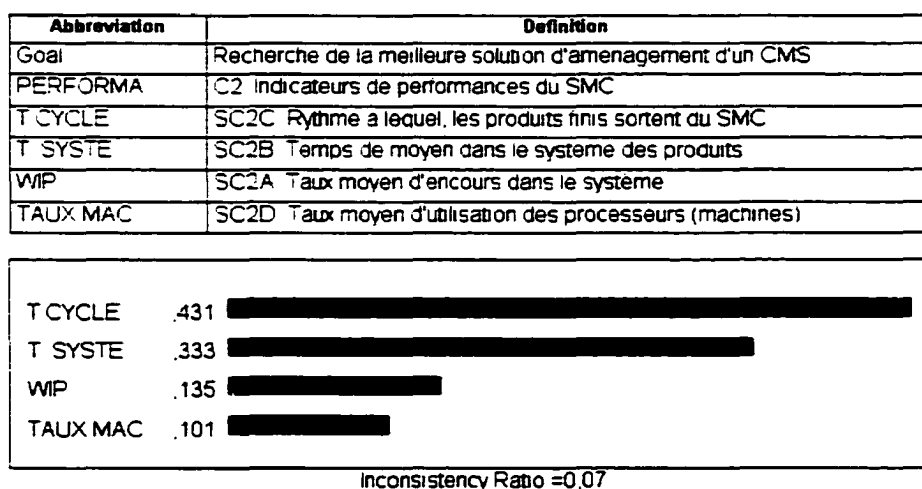 Abbreviation Definition
Goal Recherche de la meilleure solution d'amenagement d'un CMS
PERFORMA C2 Indicateurs de performances du SMC
T CYCLE SC2C Rythme a lequel, les produits finis sortent du SMC
T SYSTE SC2B Temps de moyen dans le systeme des produits
WIP SC2A Taux moyen d'encours dans le système
TAUX MAC SC2D Taux moyen d'utilisation des processeurs (machines)
T CYCLE ,431
T SYSTE ,333
WIP ,135
TAUX MAC ,101
Inconsistency Ratio =0,07